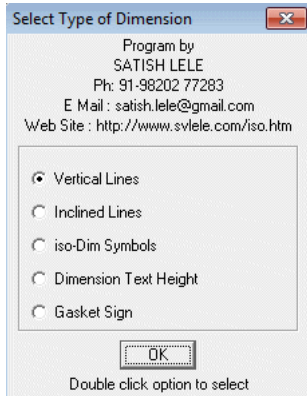 Select Type of Dimension
Program by
SATISH LELE
Ph: 91-98202 77283
E Mail : satish.lele@gmail.com
Web Site : http://www.svlele.com/iso.htm
Vertical Lines
Inclined Lines
iso-Dim Symbols
Dimension Text Height
Gasket Sign
OK
Double click option to select